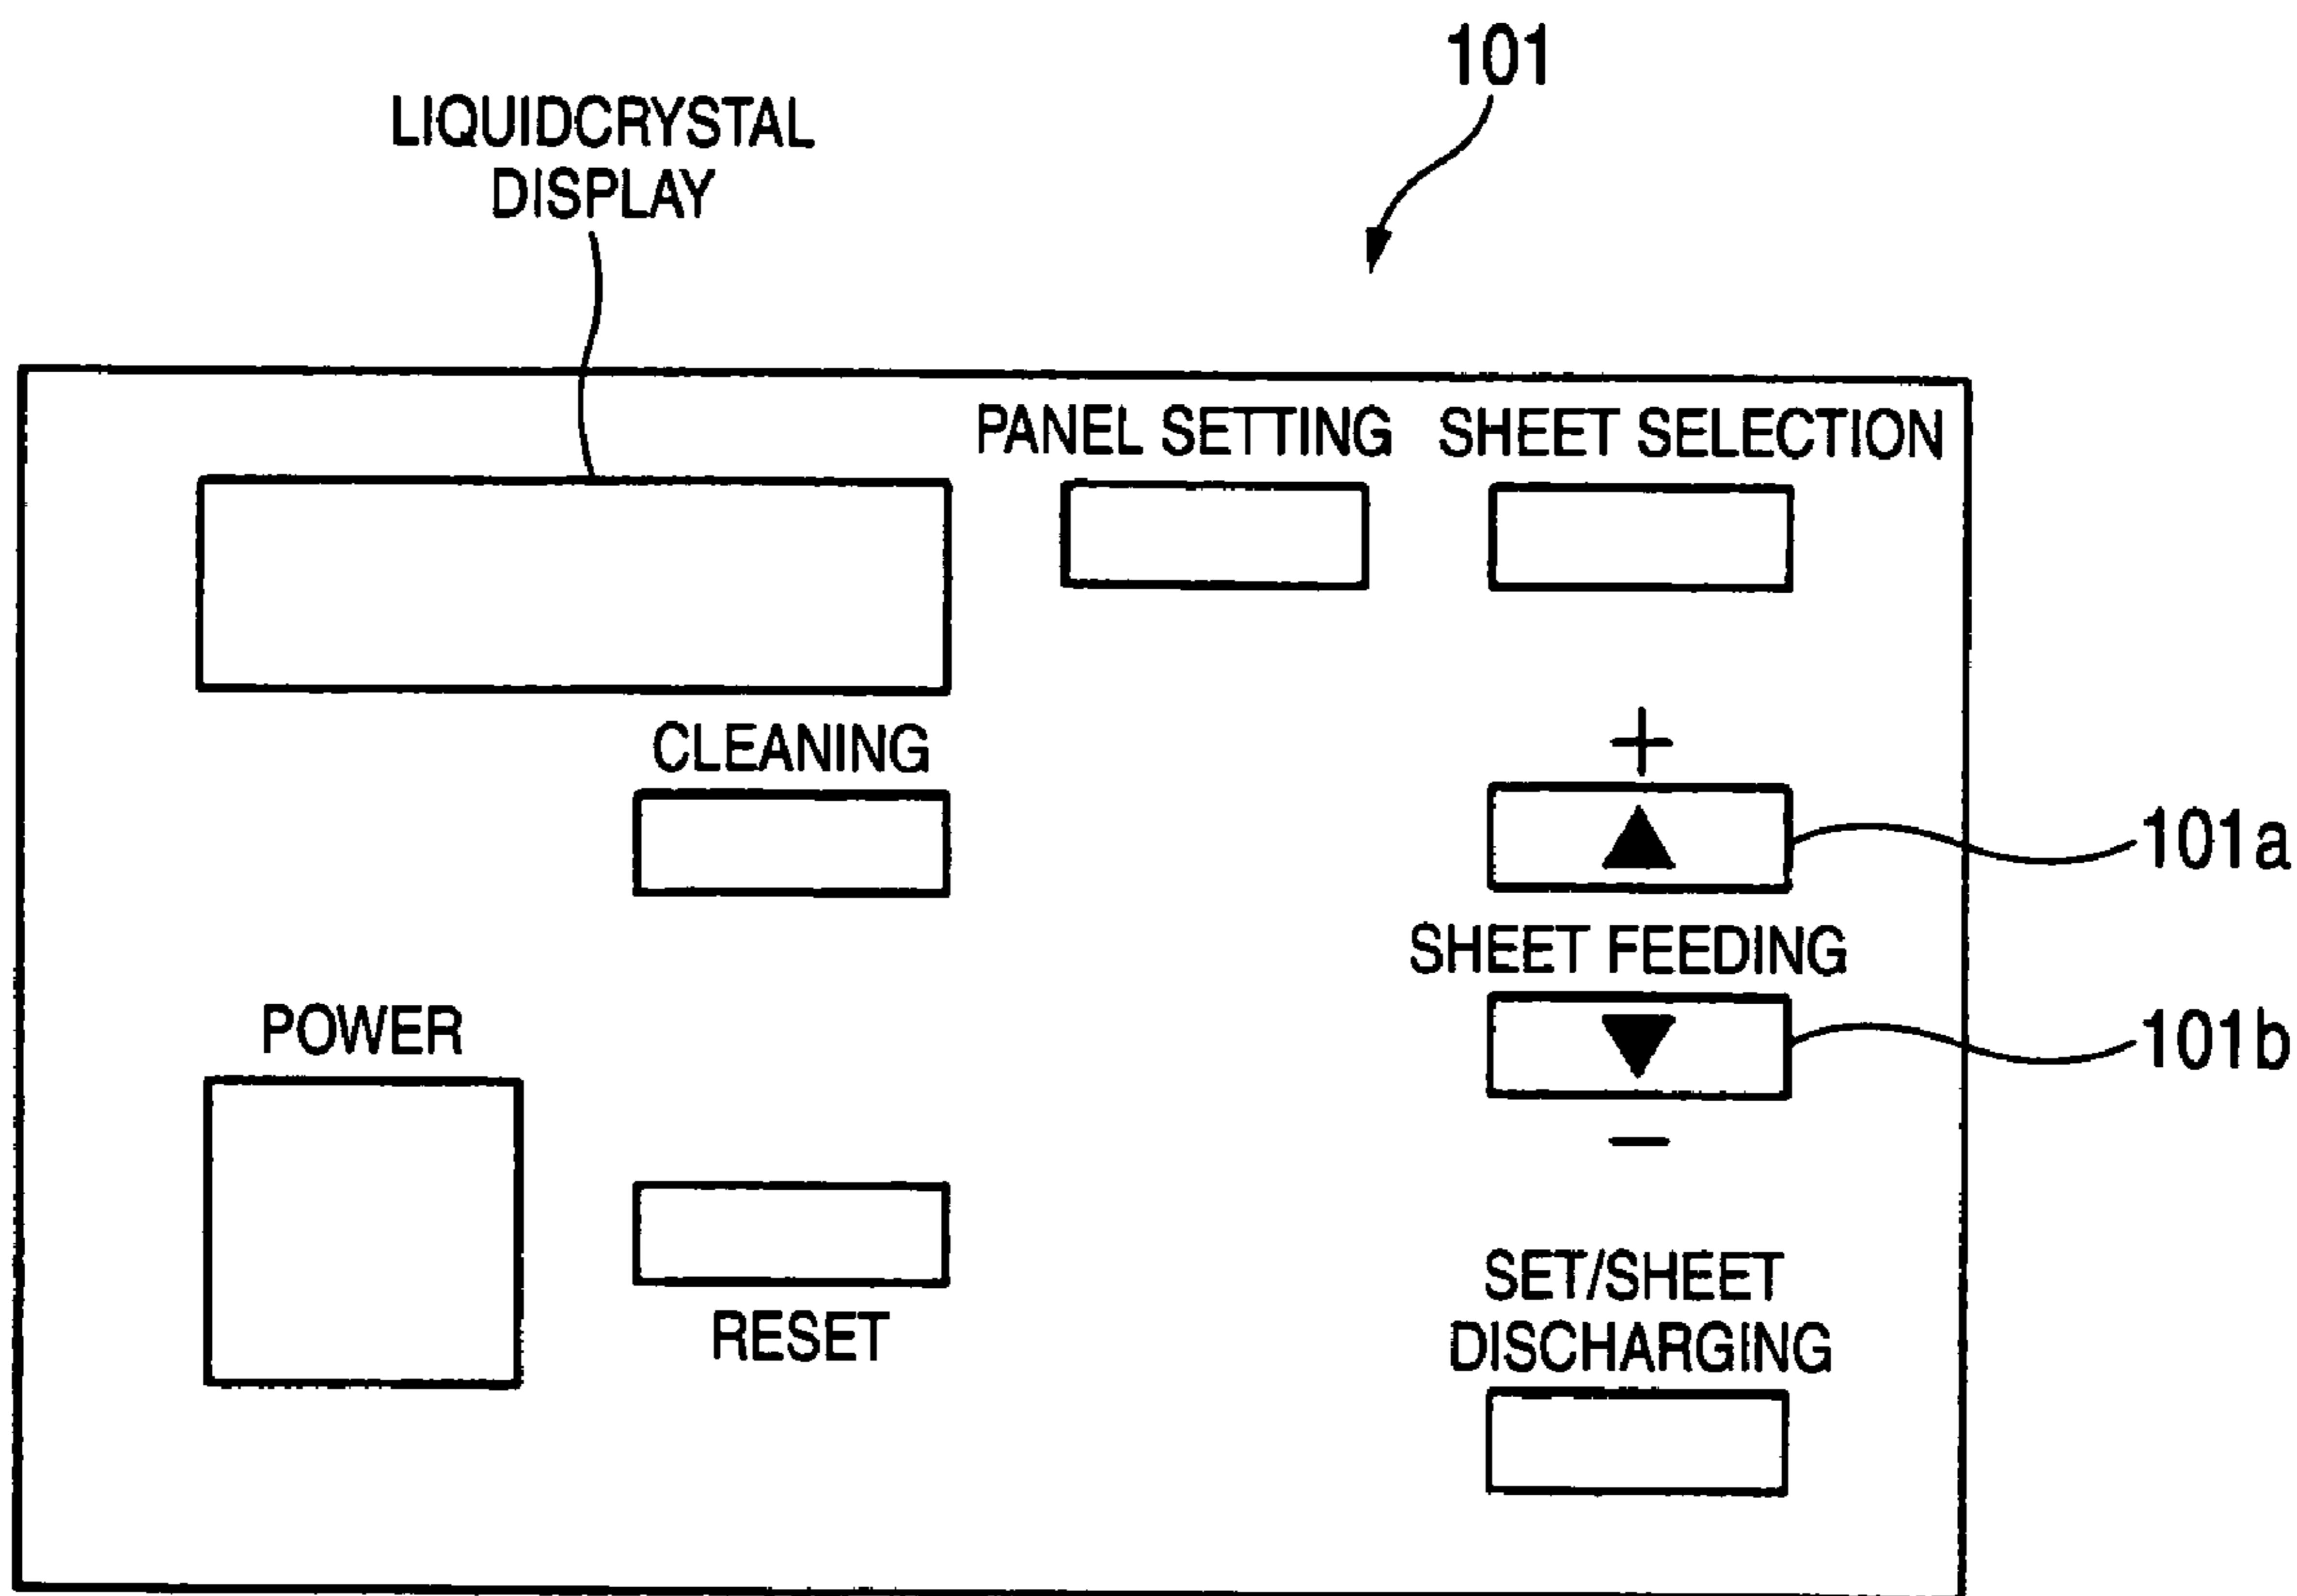 101
LIQUIDCRYSTAL
DISPLAY
PANEL SETTING
SHEET SELECTION
CLEANING
+
101a
SHEET FEEDING
POWER
101b
−
SET/SHEET
DISCHARGING
RESET